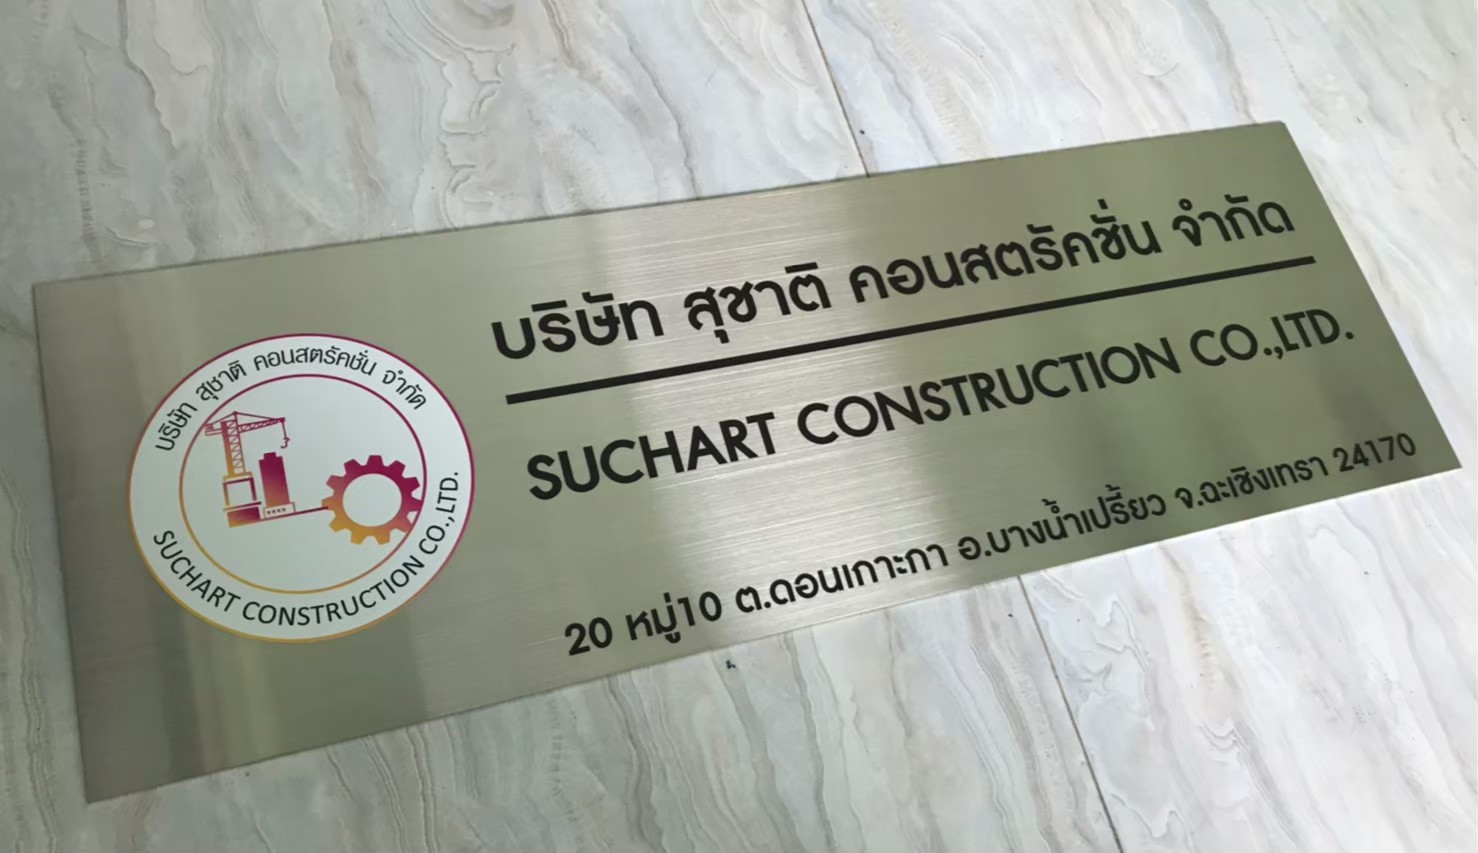 บริษัท สุชาติ คอนสตรัคชั่น จำกัด
SUCHART CONSTRUCTION CO.,LTD.
บริษัท สุชาติ คอนสตรัคชั่น จำกัด
SUCHART CONSTRUCTION CO.,LTD.
20 หมู่10 ต.ดอนเกาะกา อ.บางน้ำเปรี้ยว จ.ฉะเชิงเทรา 24170